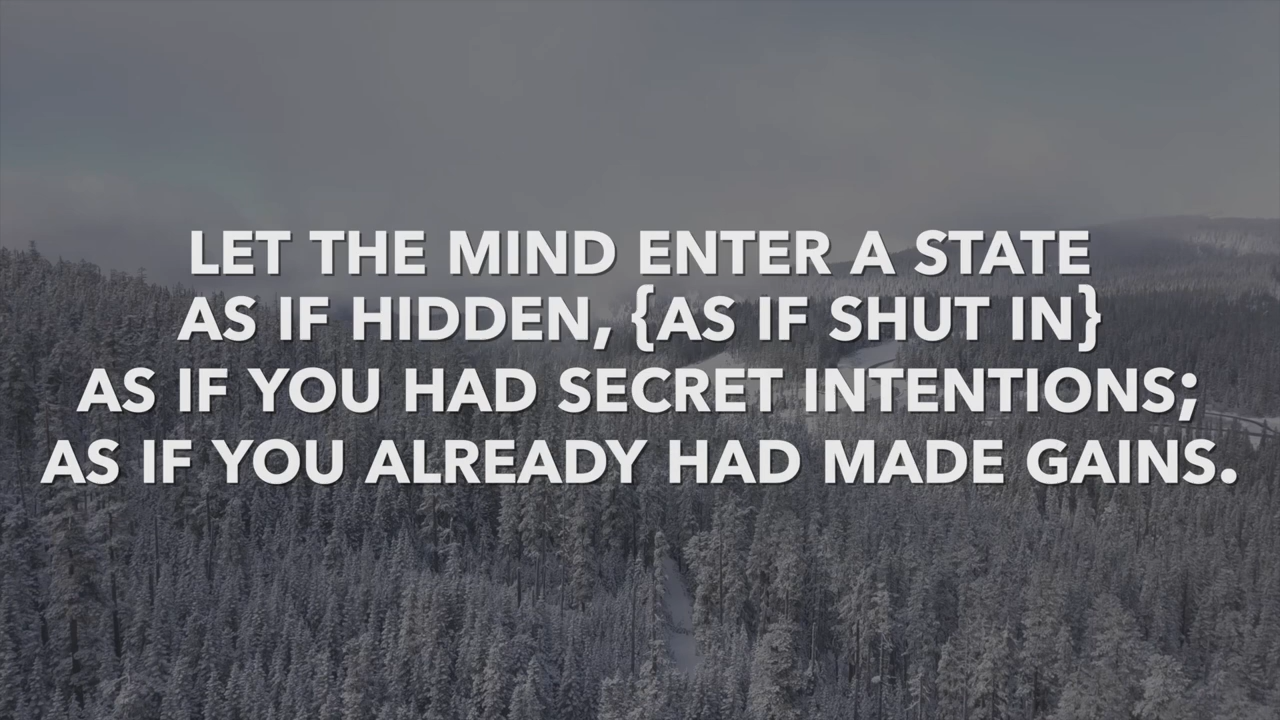 LET THE MIND ENTER A STATE
AS IF HIDDEN, {AS IF SHUT IN}
AS IF YOU HAD SECRET INTENTIONS;
AS IF YOU ALREADY HAD MADE GAINS.